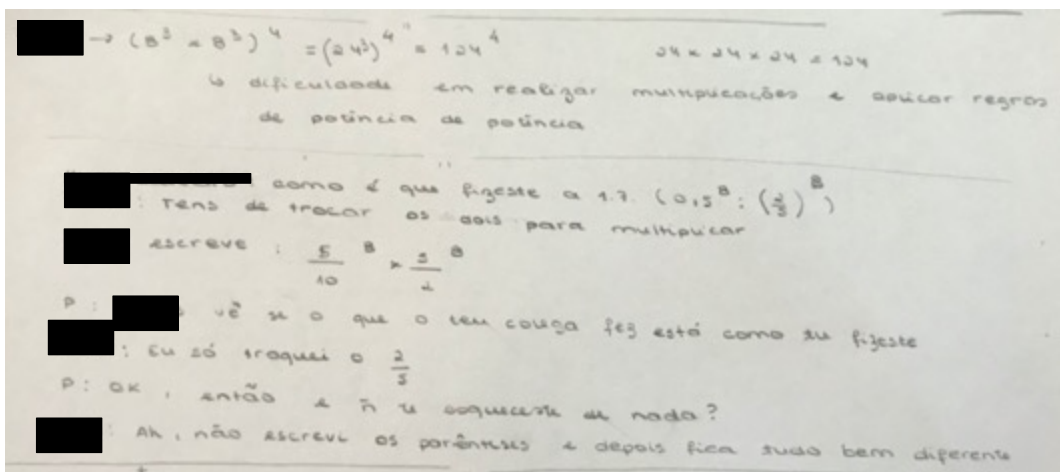 → (8³ × 8³)⁴ = (24³)⁴ = 124⁴ 24 × 24 × 24 = 124
↳ dificuldade em realizar multiplicações e aplicar regras
de potência de potência
como é que fizeste a 1.7. (0,5⁸ : (2/5)⁸)
: Tens de trocar os dois para multiplicar
escreve : 5/10 ⁸ × 5/2 ⁸
P : vê se o que o teu colega fez está como tu fizeste
: Eu só troquei o 2/5
P : OK, então e ñ te esqueceste de nada?
: Ah, não escrevi os parênteses e depois fica tudo bem diferente